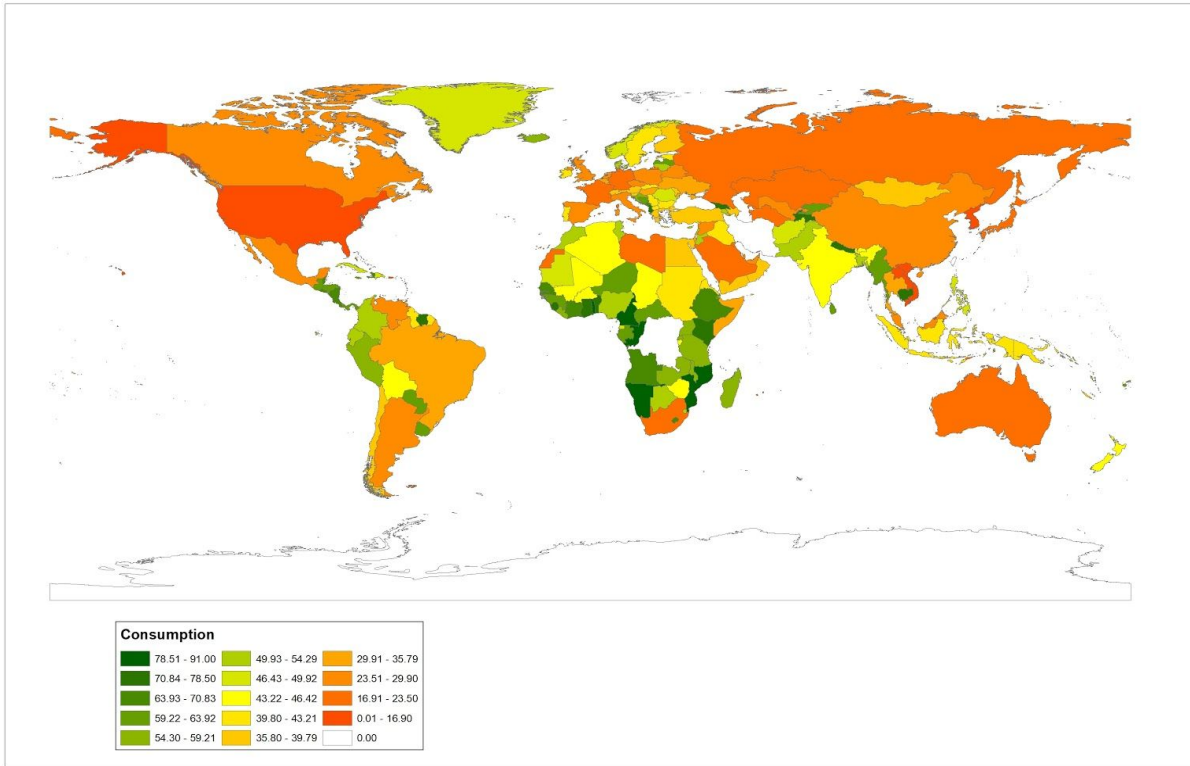 Consumption
78.51 - 91.00
70.84 - 78.50
63.93 - 70.83
59.22 - 63.92
54.30 - 59.21
49.93 - 54.29
46.43 - 49.92
43.22 - 46.42
39.80 - 43.21
35.80 - 39.79
29.91 - 35.79
23.51 - 29.90
16.91 - 23.50
0.01 - 16.90
0.00